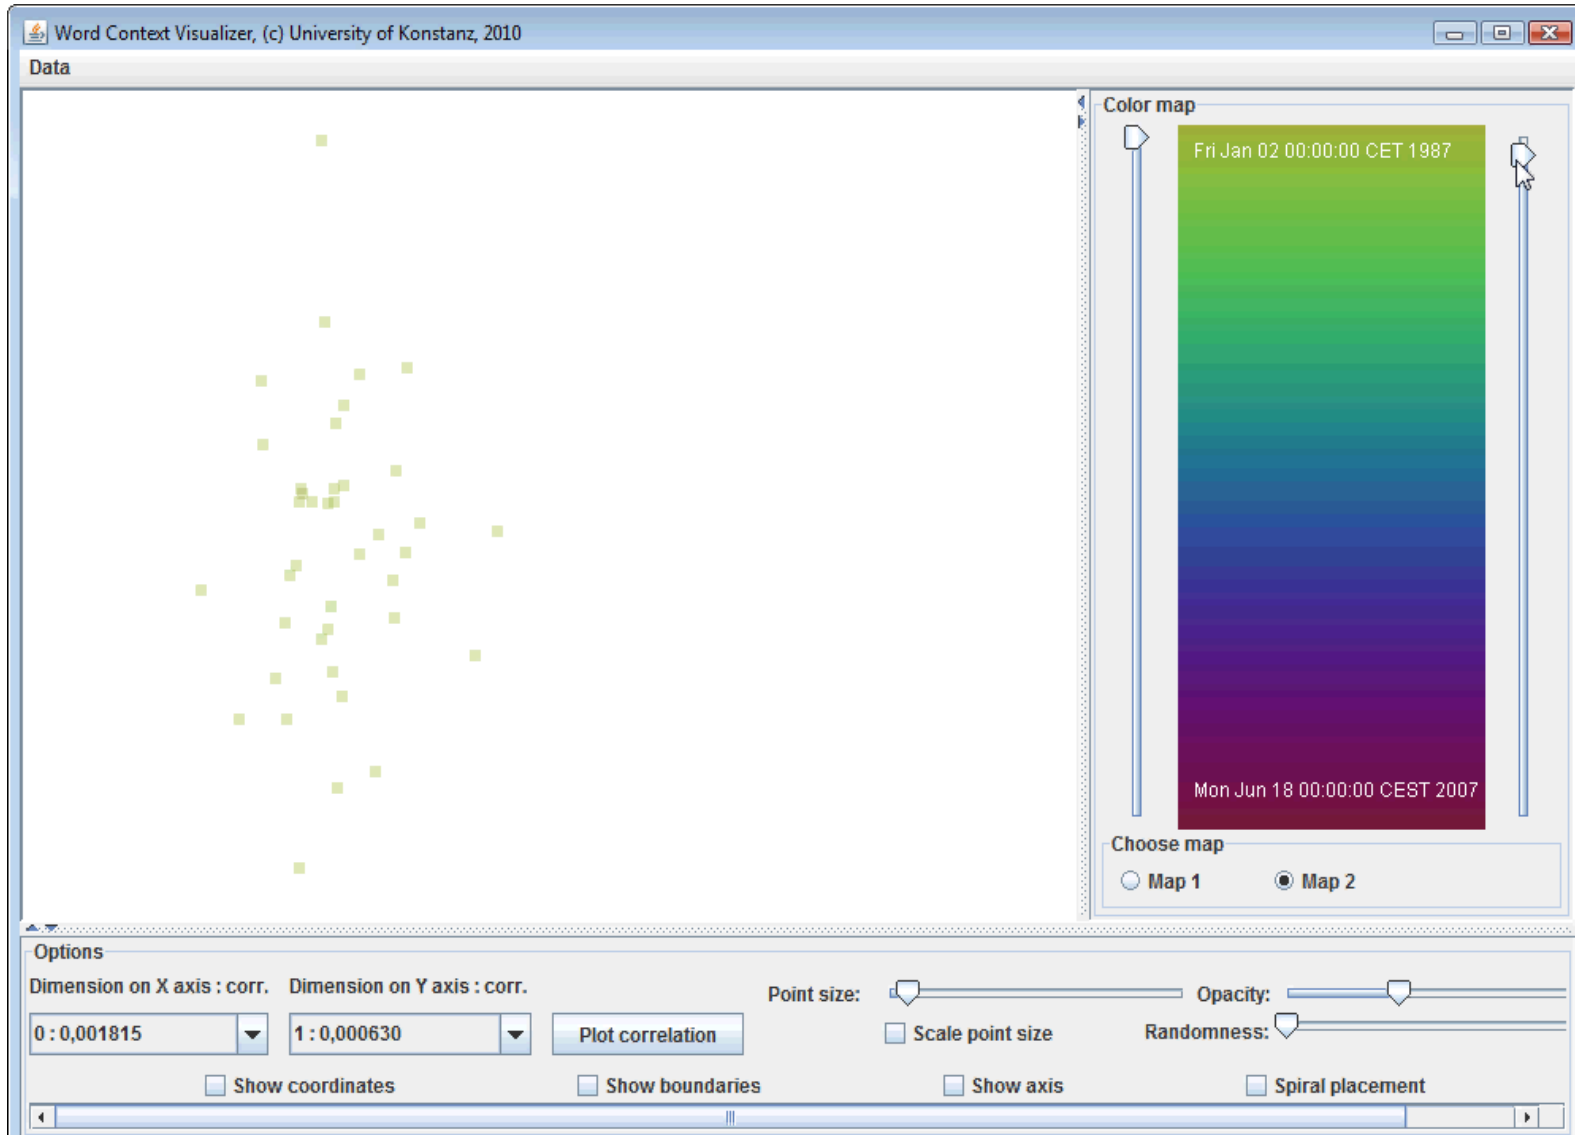 Word Context Visualizer, (c) University of Konstanz, 2010
Data
Color map
Fri Jan 02 00:00:00 CET 1987
Mon Jun 18 00:00:00 CEST 2007
Choose map
Map 1
Map 2
Options
Dimension on X axis : corr.
Dimension on Y axis : corr.
Point size:
Opacity:
0 : 0,001815
1 : 0,000630
Plot correlation
Scale point size
Randomness:
Show coordinates
Show boundaries
Show axis
Spiral placement